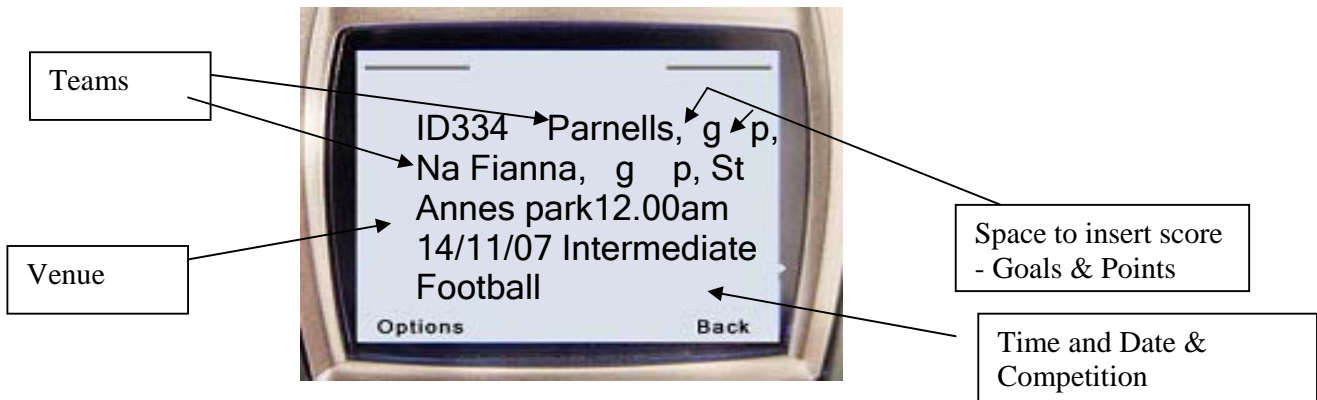 Teams
ID334 Parnells, g p,
Na Fianna, g p, St
Annes park12.00am
14/11/07 Intermediate
Football
Options Back
Venue
Space to insert score
- Goals & Points
Time and Date &
Competition